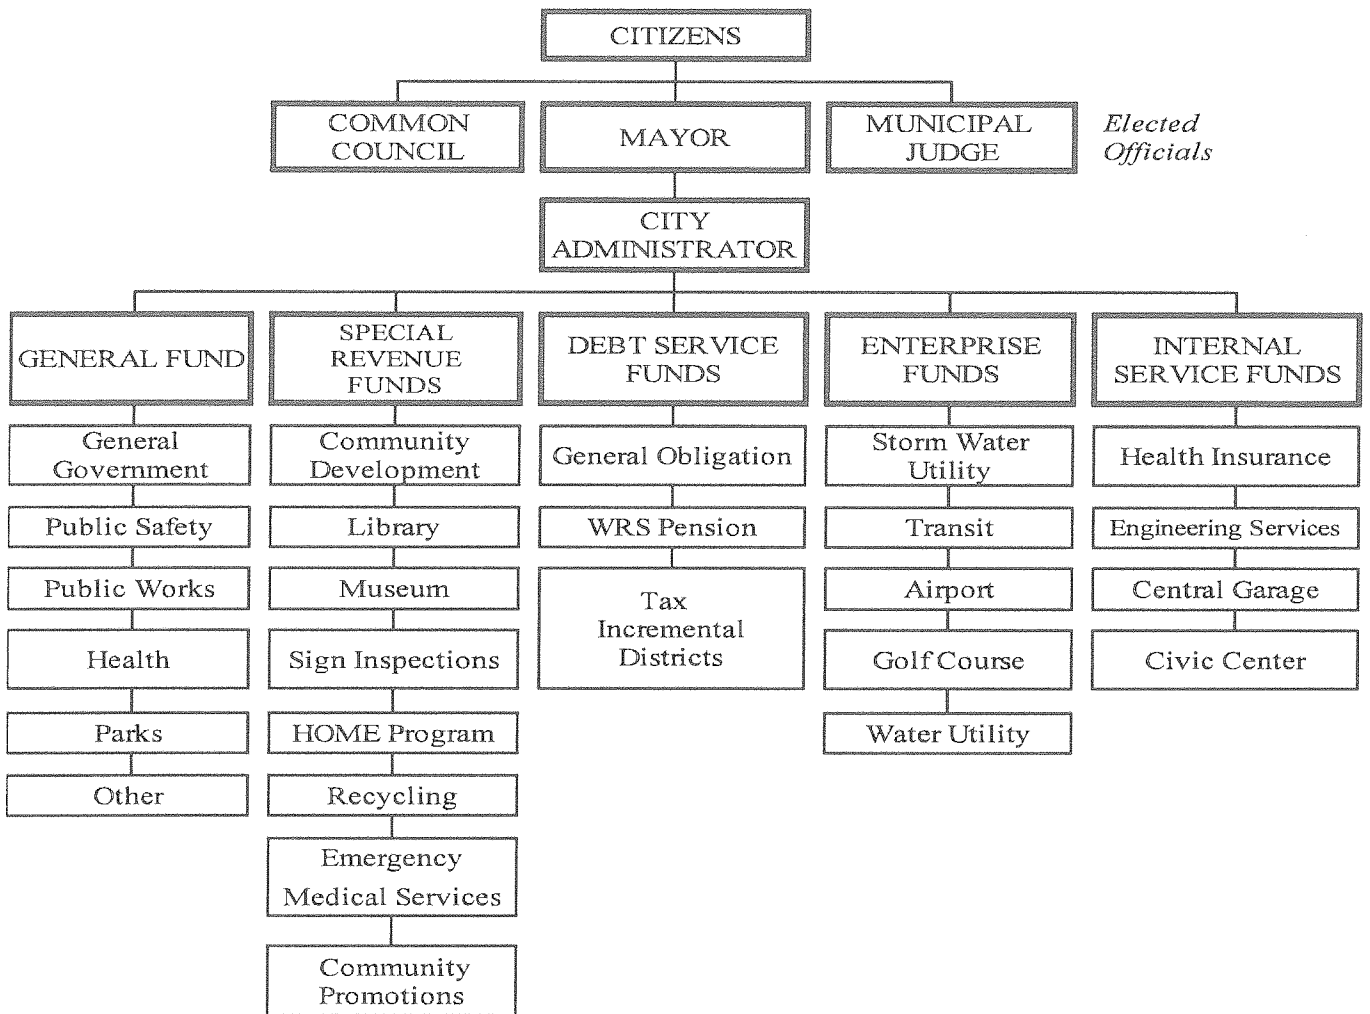 CITIZENS
COMMON
COUNCIL
MAYOR
MUNICIPAL
JUDGE
Elected
Officials
CITY
ADMINISTRATOR
GENERAL FUND
SPECIAL
REVENUE
FUNDS
DEBT SERVICE
FUNDS
ENTERPRISE
FUNDS
INTERNAL
SERVICE FUNDS
General
Government
Public Safety
Public Works
Health
Parks
Other
Community
Development
Library
Museum
Sign Inspections
HOME Program
Recycling
Emergency
Medical Services
Community
Promotions
General Obligation
WRS Pension
Tax
Incremental
Districts
Storm Water
Utility
Transit
Airport
Golf Course
Water Utility
Health Insurance
Engineering Services
Central Garage
Civic Center